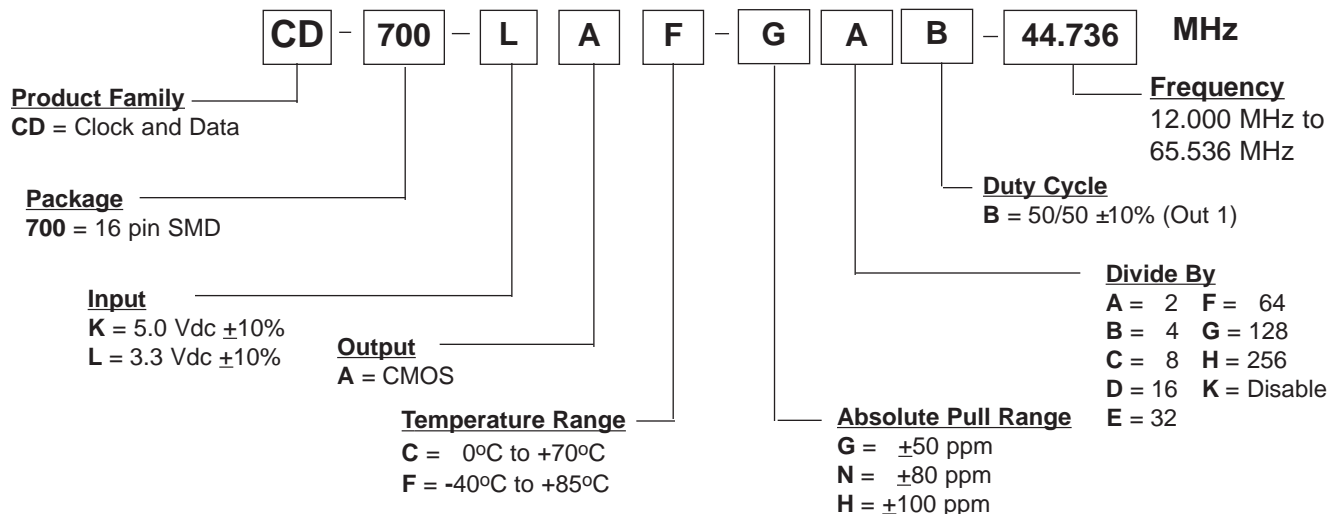 CD - 700 - L A F - G A B - 44.736 MHz
Product Family
CD = Clock and Data
Frequency
12.000 MHz to
65.536 MHz
Package
700 = 16 pin SMD
Duty Cycle
B = 50/50 ±10% (Out 1)
Input
K = 5.0 Vdc ±10%
L = 3.3 Vdc ±10%
Output
A = CMOS
Divide By
A = 2 F = 64
B = 4 G = 128
C = 8 H = 256
D = 16 K = Disable
E = 32
Temperature Range
C = 0ºC to +70ºC
F = -40ºC to +85ºC
Absolute Pull Range
G = ±50 ppm
N = ±80 ppm
H = ±100 ppm